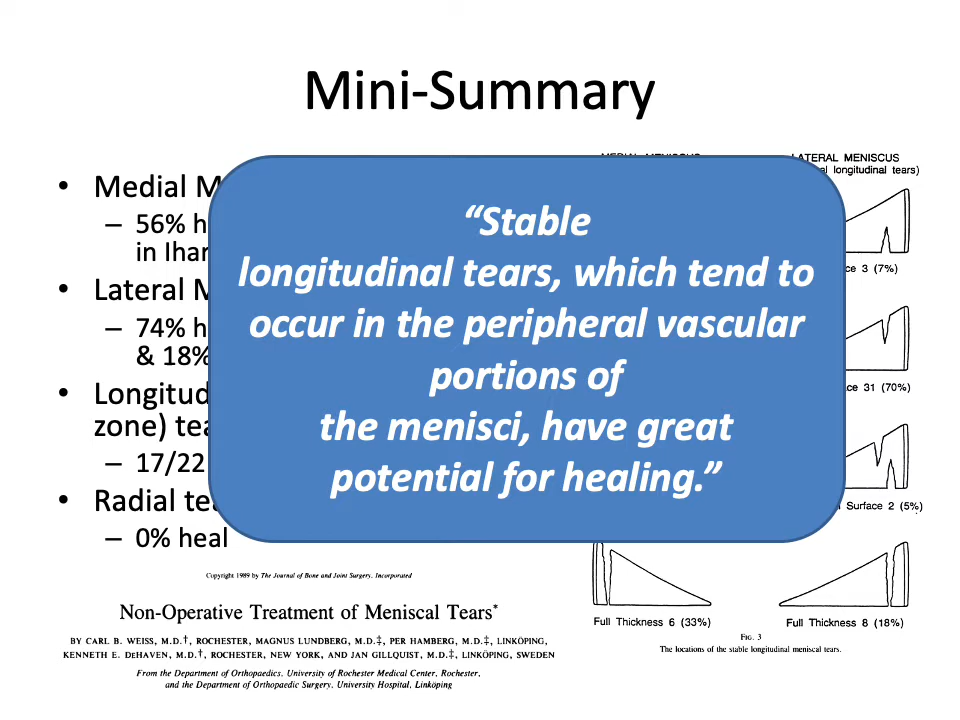 Mini-Summary
• Medial M
– 56% h
in Ihar
• Lateral M
– 74% h
& 18%
• Longitud
zone) tea
– 17/22
• Radial tea
– 0% heal
“Stable
longitudinal tears, which tend to
occur in the peripheral vascular
portions of
the menisci, have great
potential for healing.”
LATERAL MENISCUS
longitudinal tears)
3 (7%)
31 (70%)
Surface 2 (5%)
Full Thickness 6 (33%)
Full Thickness 8 (18%)
FIG. 3
The locations of the stable longitudinal meniscal tears.
Copyright 1989 by The Journal of Bone and Joint Surgery, Incorporated
Non-Operative Treatment of Meniscal Tears*
BY CARL B. WEISS, M.D.†, ROCHESTER, MAGNUS LUNDBERG, M.D.‡, PER HAMBERG, M.D.‡, LINKÖPING,
KENNETH E. DEHAVEN, M.D.†, ROCHESTER, NEW YORK, AND JAN GILLQUIST, M.D.‡, LINKÖPING, SWEDEN
From the Department of Orthopaedics, University of Rochester Medical Center, Rochester,
and the Department of Orthopaedic Surgery, University Hospital, Linköping